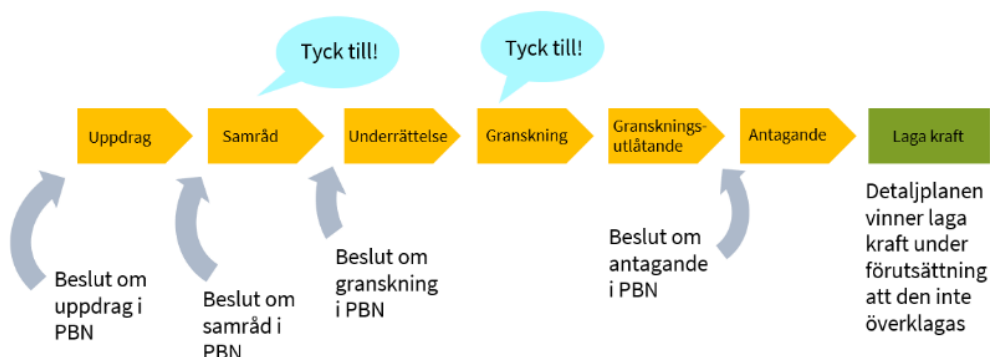 Tyck till!
Tyck till!
Uppdrag
Samråd
Underrättelse
Granskning
Gransknings-
utlåtande
Antagande
Laga kraft
Beslut om
uppdrag i
PBN
Beslut om
samråd i
PBN
Beslut om
granskning
i PBN
Beslut om
antagande
i PBN
Detaljplanen
vinner laga
kraft under
förutsättning
att den inte
överklagas